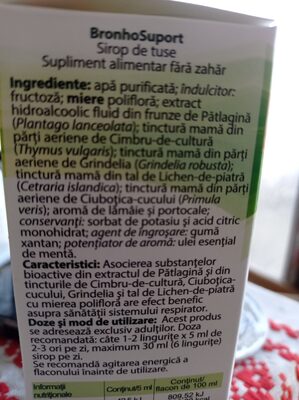 BronhoSuport
Sirop de tuse
Supliment alimentar fără zahăr
Ingrediente: apă purificată; îndulcitor:
fructoză; miere polifloră; extract
hidroalcoolic fluid din frunze de Pătlagină
(Plantago lanceolata); tinctură mamă din
părți aeriene de Cimbru-de-cultură
(Thymus vulgaris); tinctură mamă din părți
aeriene de Grindelia (Grindelia robusta);
tinctură mamă din tal de Lichen-de-piatră
(Cetraria islandica); tinctură mamă din părți
aeriene de Ciuboțica-cucului (Primula
veris); aromă de lămâie și portocale;
conservanți: sorbat de potasiu și acid citric
monohidrat; agent de îngroșare: gumă
xantan; potențiator de aromă: ulei esențial
de mentă.
Caracteristici: Asocierea substanțelor
bioactive din extractul de Pătlagină și din
tincturile de Cimbru-de-cultură, Ciuboțica-
cucului, Grindelia și tal de Lichen-de-piatră
cu mierea polifloră are efect benefic
asupra sănătății sistemului respirator.
Doze și mod de utilizare: Acest produs
se adresează exclusiv adulților. Doza
recomandată: câte 1-2 lingurițe x 5 ml de
2-3 ori pe zi, maximum 30 ml (6 lingurițe)
sirop pe zi.
Se recomandă agitarea energică a
flaconului înainte de utilizare.
Informații
nutriționale
Conținut/5 ml
Conținut/
flacon de 100 ml
809,52 kJ